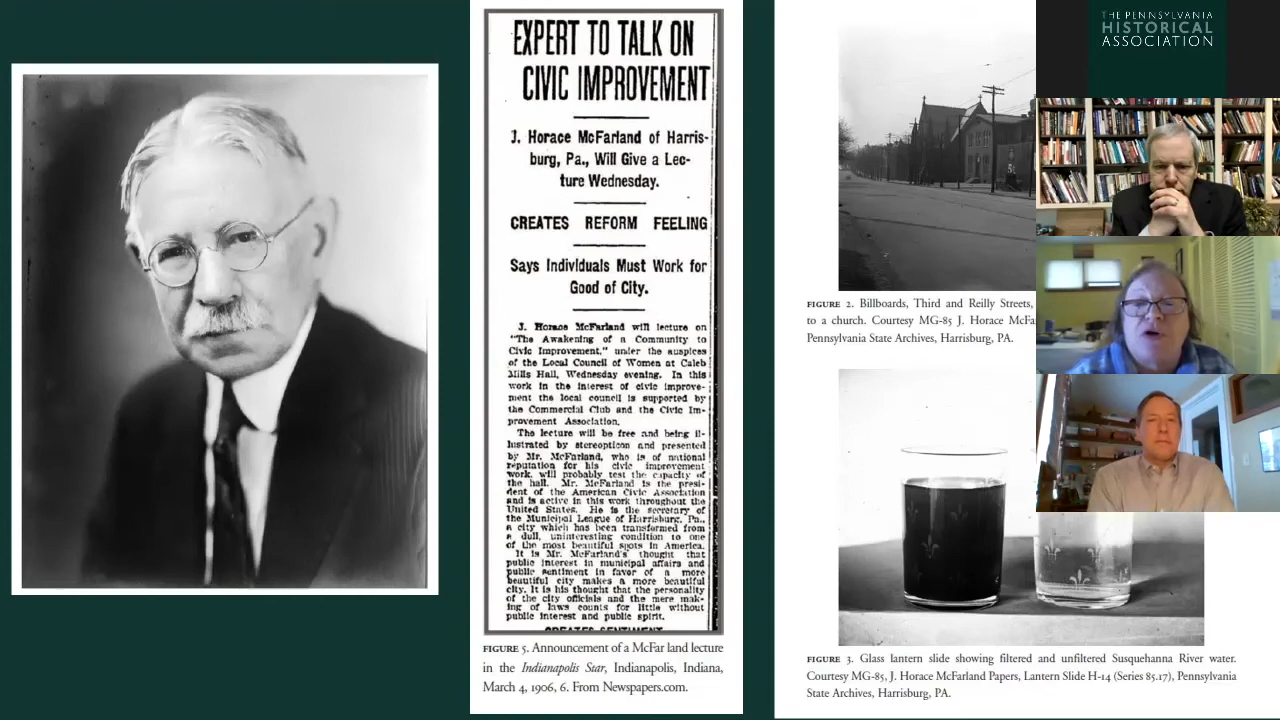 EXPERT TO TALK ON
CIVIC IMPROVEMENT
J. Horace McFarland of Harris-
burg, Pa., Will Give a Lec-
ture Wednesday.
CREATES REFORM FEELING
Says Individuals Must Work for
Good of City.
J. Horace McFarland will lecture on
"The Awakening of a Community to
Civic Improvement," under the auspices
of the Local Council of Women at Caleb
Mills Hall, Wednesday evening. In this
work in the interest of civic improve-
ment the local council is supported by
the Commercial Club and the Civic Im-
provement Association.
The lecture will be free and being il-
lustrated by stereopticon and presented
by Mr. McFarland, who is of national
reputation for his civic improvement
work, will probably test the capacity of
the hall. Mr. McFarland is the presi-
dent of the American Civic Association
and is active in this work throughout the
United States. He is the secretary of
the Municipal League of Harrisburg, Pa.,
a city which has been transformed from
a dull, uninteresting condition to one
of the most beautiful spots in America.
It is Mr. McFarland's thought that
public interest in municipal affairs and
public sentiment in favor of a more
beautiful city makes a more beautiful
city. It is his thought that the personality
of the city officials and the mere mak-
ing of laws counts for little without
public interest and public spirit.
CREATES SENTIMENT
FIGURE 5. Announcement of a McFar land lecture
in the Indianapolis Star, Indianapolis, Indiana,
March 4, 1906, 6. From Newspapers.com.
FIGURE 2. Billboards, Third and Reilly Streets,
to a church. Courtesy MG-85 J. Horace McFa
Pennsylvania State Archives, Harrisburg, PA.
FIGURE 3. Glass lantern slide showing filtered and unfiltered Susquehanna River water.
Courtesy MG-85, J. Horace McFarland Papers, Lantern Slide H-14 (Series 85.17), Pennsylvania
State Archives, Harrisburg, PA.
THE PENNSYLVANIA
HISTORICAL
ASSOCIATION